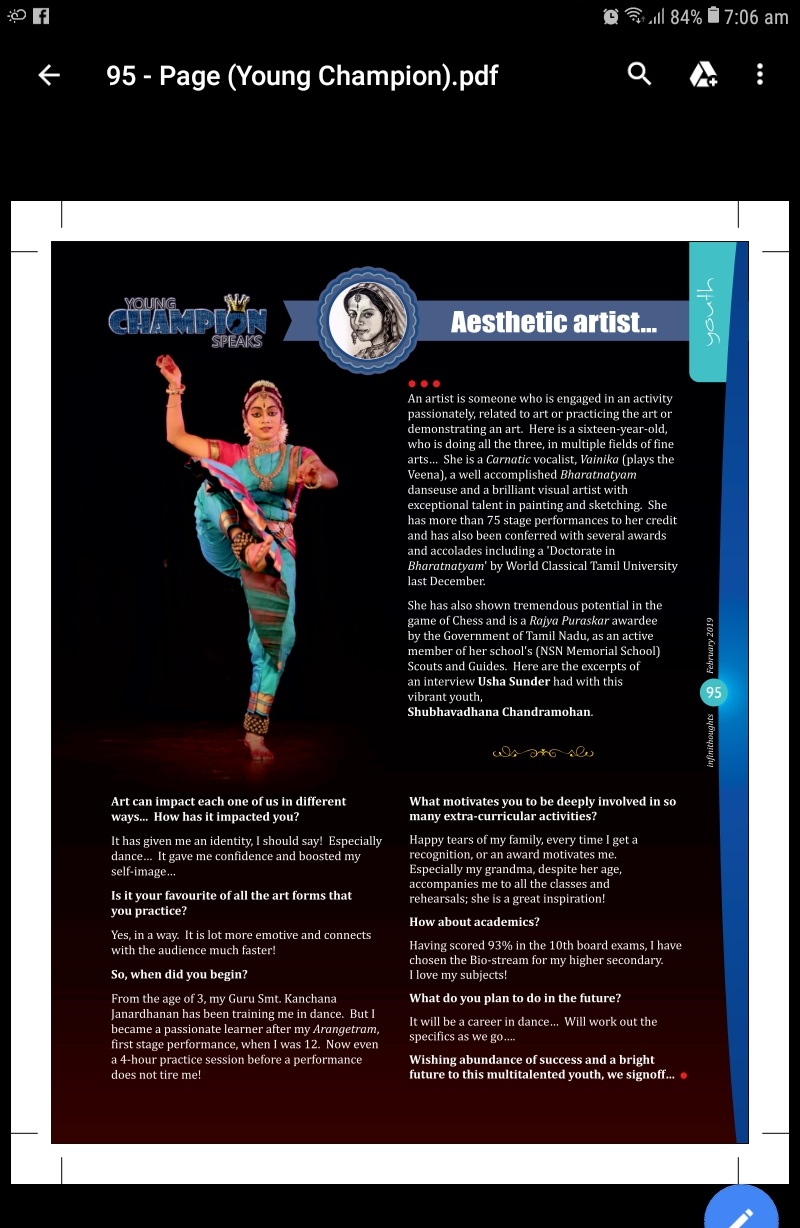 84% 7:06 am
95 - Page (Young Champion).pdf
YOUNG
CHAMPION
SPEAKS
Aesthetic artist...
youth
An artist is someone who is engaged in an activity
passionately, related to art or practicing the art or
demonstrating an art. Here is a sixteen-year-old,
who is doing all the three, in multiple fields of fine
arts... She is a Carnatic vocalist, Vainika (plays the
Veena), a well accomplished Bharatnatyam
danseuse and a brilliant visual artist with
exceptional talent in painting and sketching. She
has more than 75 stage performances to her credit
and has also been conferred with several awards
and accolades including a 'Doctorate in
Bharatnatyam' by World Classical Tamil University
last December.
She has also shown tremendous potential in the
game of Chess and is a Rajya Puraskar awardee
by the Government of Tamil Nadu, as an active
member of her school's (NSN Memorial School)
Scouts and Guides. Here are the excerpts of
an interview Usha Sunder had with this
vibrant youth,
Shubhavadhana Chandramohan.
February 2019
95
infinithoughts
Art can impact each one of us in different
ways... How has it impacted you?
It has given me an identity, I should say! Especially
dance... It gave me confidence and boosted my
self-image...
Is it your favourite of all the art forms that
you practice?
Yes, in a way. It is lot more emotive and connects
with the audience much faster!
So, when did you begin?
From the age of 3, my Guru Smt. Kanchana
Janardhanan has been training me in dance. But I
became a passionate learner after my Arangetram,
first stage performance, when I was 12. Now even
a 4-hour practice session before a performance
does not tire me!
What motivates you to be deeply involved in so
many extra-curricular activities?
Happy tears of my family, every time I get a
recognition, or an award motivates me.
Especially my grandma, despite her age,
accompanies me to all the classes and
rehearsals; she is a great inspiration!
How about academics?
Having scored 93% in the 10th board exams, I have
chosen the Bio-stream for my higher secondary.
I love my subjects!
What do you plan to do in the future?
It will be a career in dance... Will work out the
specifics as we go....
Wishing abundance of success and a bright
future to this multitalented youth, we signoff...